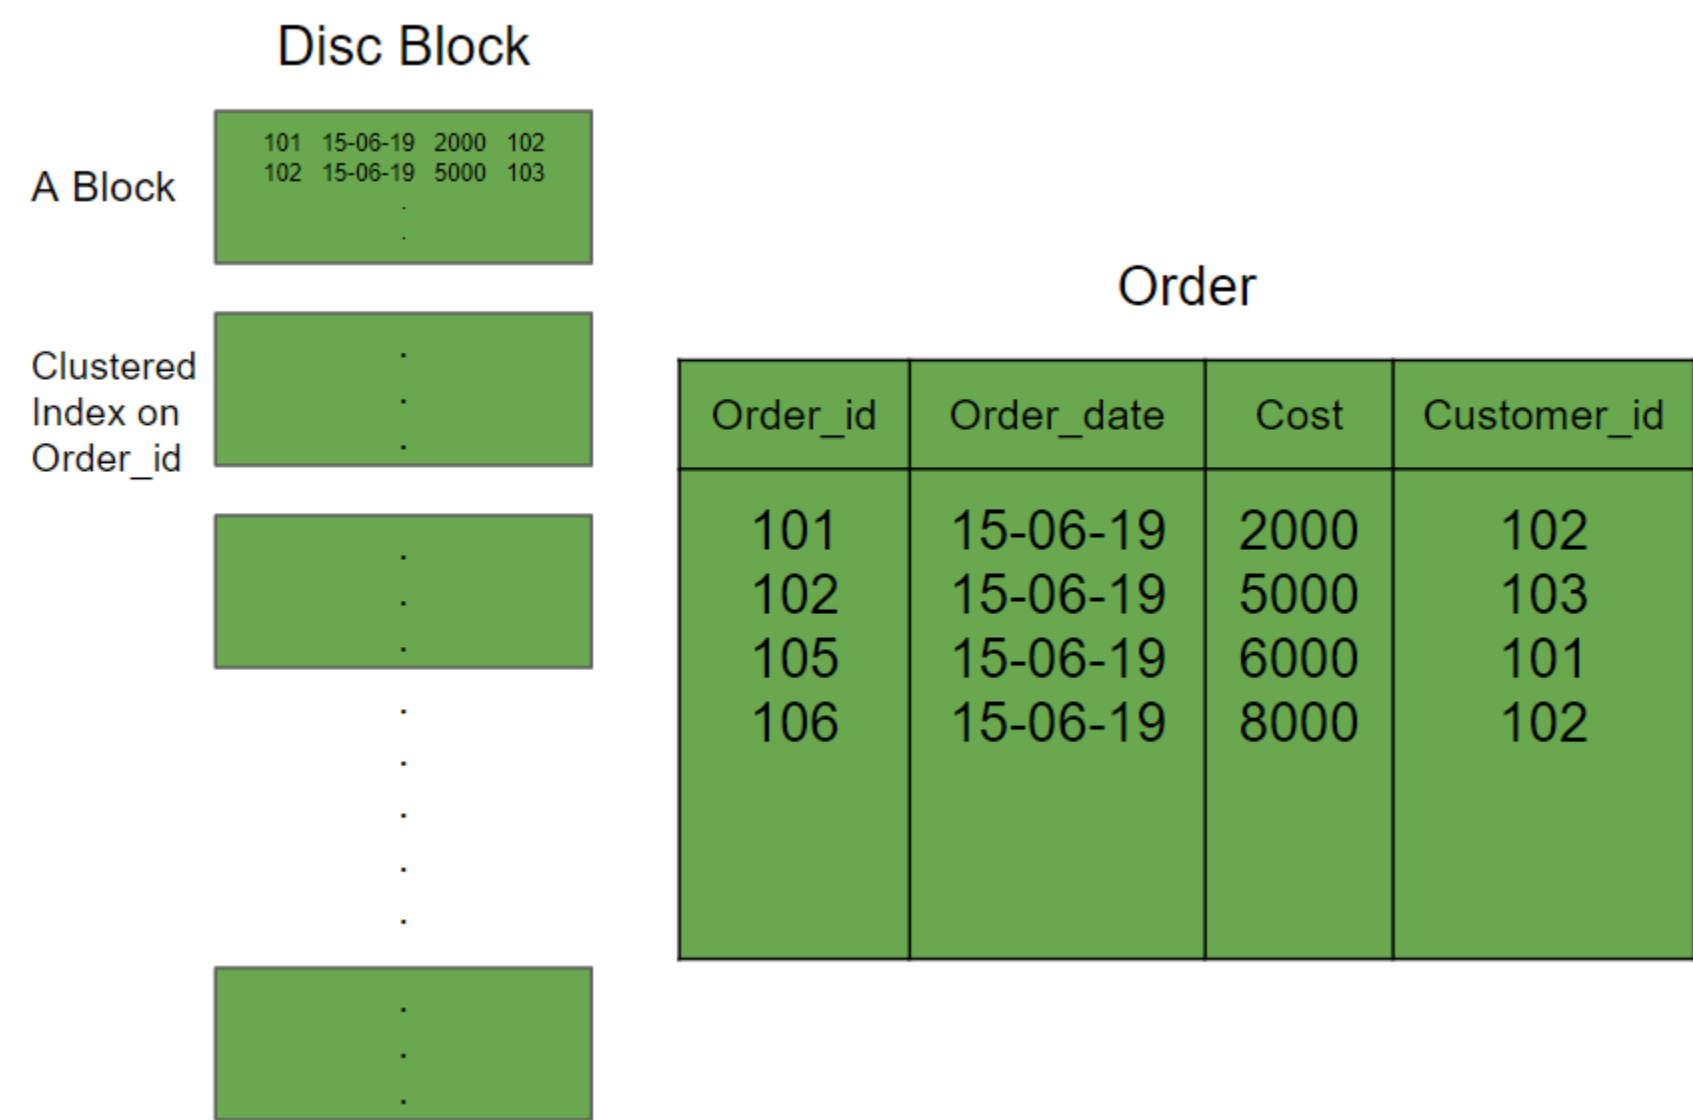 Disc Block
A Block
101 15-06-19 2000 102
102 15-06-19 5000 103
.
.
Clustered
Index on
Order_id
.
.
.
.
.
.
.
.
.
.
.
.
.
.
Order
Order_id Order_date Cost Customer_id
101 15-06-19 2000 102
102 15-06-19 5000 103
105 15-06-19 6000 101
106 15-06-19 8000 102